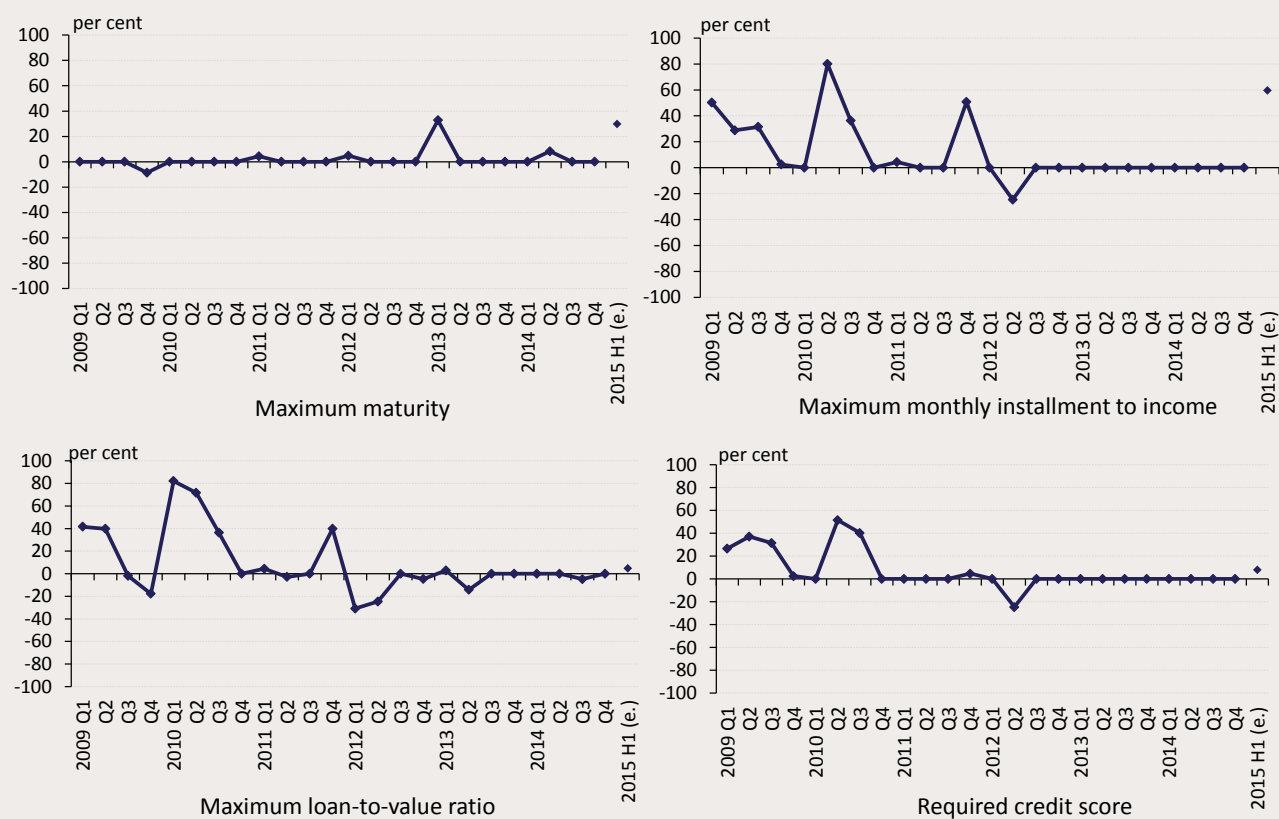 per cent
100
80
60
40
20
0
-20
-40
-60
-80
-100
2009 Q1
Q2
Q3
Q4
2010 Q1
Q2
Q3
Q4
2011 Q1
Q2
Q3
Q4
2012 Q1
Q2
Q3
Q4
2013 Q1
Q2
Q3
Q4
2014 Q1
Q2
Q3
Q4
2015 H1 (e.)
Maximum maturity
per cent
100
80
60
40
20
0
-20
-40
-60
-80
-100
2009 Q1
Q2
Q3
Q4
2010 Q1
Q2
Q3
Q4
2011 Q1
Q2
Q3
Q4
2012 Q1
Q2
Q3
Q4
2013 Q1
Q2
Q3
Q4
2014 Q1
Q2
Q3
Q4
2015 H1 (e.)
Maximum monthly installment to income
per cent
100
80
60
40
20
0
-20
-40
-60
-80
-100
2009 Q1
Q2
Q3
Q4
2010 Q1
Q2
Q3
Q4
2011 Q1
Q2
Q3
Q4
2012 Q1
Q2
Q3
Q4
2013 Q1
Q2
Q3
Q4
2014 Q1
Q2
Q3
Q4
2015 H1 (e.)
Maximum loan-to-value ratio
per cent
100
80
60
40
20
0
-20
-40
-60
-80
-100
2009 Q1
Q2
Q3
Q4
2010 Q1
Q2
Q3
Q4
2011 Q1
Q2
Q3
Q4
2012 Q1
Q2
Q3
Q4
2013 Q1
Q2
Q3
Q4
2014 Q1
Q2
Q3
Q4
2015 H1 (e.)
Required credit score